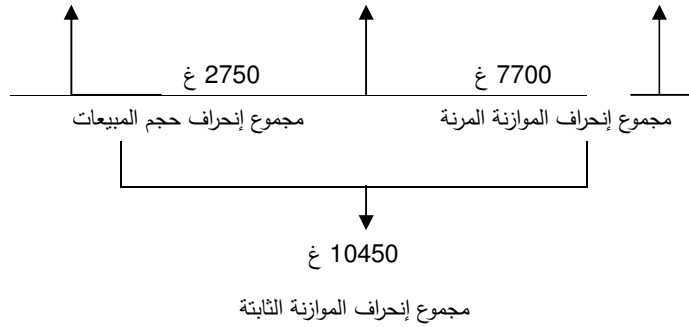 7700 غ 2750 غ
مجموع إنحراف الموازنة المرنة مجموع إنحراف حجم المبيعات
10450 غ
مجموع إنحراف الموازنة الثابتة